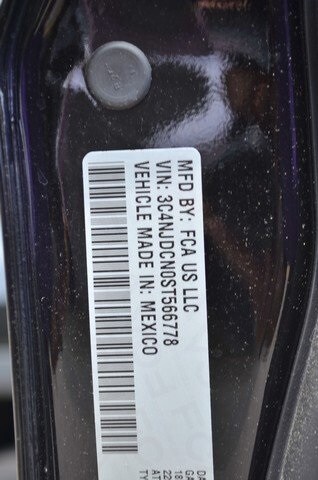 MFD BY: FCA US LLC
VIN: 3C4NJDCN0ST566778
VEHICLE MADE IN: MEXICO